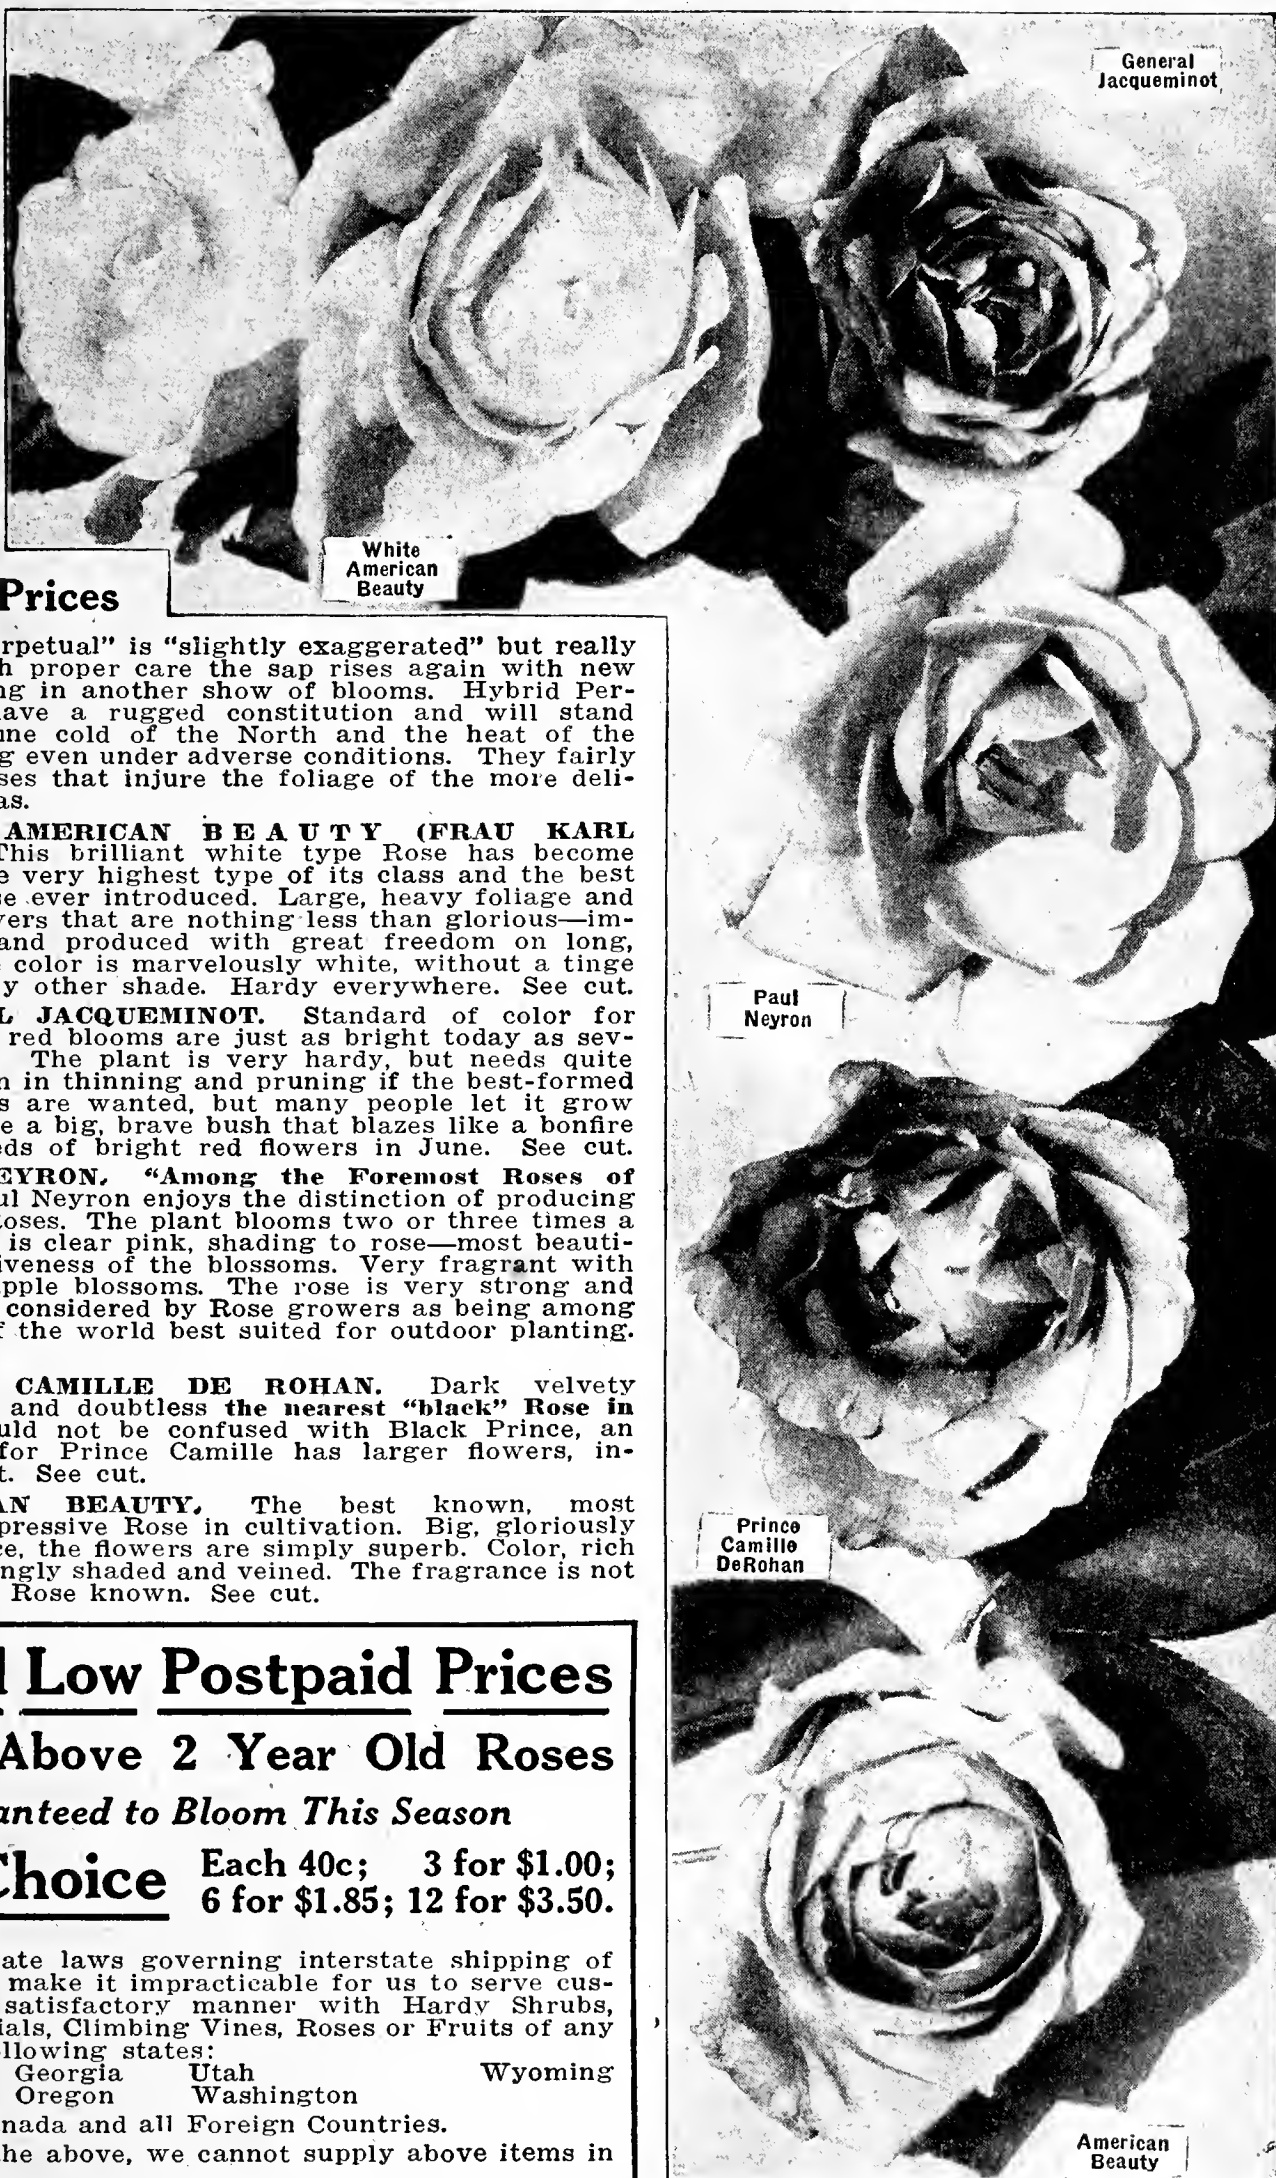 General
Jacqueminot
White
American
Beauty
Prices
rpetual" is "slightly exaggerated" but really
h proper care the sap rises again with new
ng in another show of blooms. Hybrid Per-
ave a rugged constitution and will stand
ine cold of the North and the heat of the
g even under adverse conditions. They fairly
ses that injure the foliage of the more deli-
as.
AMERICAN BEAUTY (FRAU KARL
This brilliant white type Rose has become
e very highest type of its class and the best
se ever introduced. Large, heavy foliage and
vers that are nothing less than glorious—im-
and produced with great freedom on long,
color is marvelously white, without a tinge
y other shade. Hardy everywhere. See cut.
L JACQUEMINOT. Standard of color for
red blooms are just as bright today as sev-
The plant is very hardy, but needs quite
n in thinning and pruning if the best-formed
s are wanted, but many people let it grow
e a big, brave bush that blazes like a bonfire
eds of bright red flowers in June. See cut.
EYRON. "Among the Foremost Roses of
ul Neyron enjoys the distinction of producing
Roses. The plant blooms two or three times a
is clear pink, shading to rose—most beauti-
iveness of the blossoms. Very fragrant with
pple blossoms. The rose is very strong and
considered by Rose growers as being among
f the world best suited for outdoor planting.
CAMILLE DE ROHAN. Dark velvety
and doubtless the nearest "black" Rose in
uld not be confused with Black Prince, an
for Prince Camille has larger flowers, in-
t. See cut.
AN BEAUTY. The best known, most
pressive Rose in cultivation. Big, gloriously
ce, the flowers are simply superb. Color, rich
ngly shaded and veined. The fragrance is not
Rose known. See cut.
Paul
Neyron
Prince
Camille
DeRohan
Low Postpaid Prices
Above 2 Year Old Roses
anteed to Bloom This Season
Choice Each 40c; 3 for $1.00;
6 for $1.85; 12 for $3.50.
ate laws governing interstate shipping of
make it impracticable for us to serve cus-
satisfactory manner with Hardy Shrubs,
ials, Climbing Vines, Roses or Fruits of any
llowing states:
Georgia Utah Wyoming
Oregon Washington
nada and all Foreign Countries.
he above, we cannot supply above items in
American
Beauty